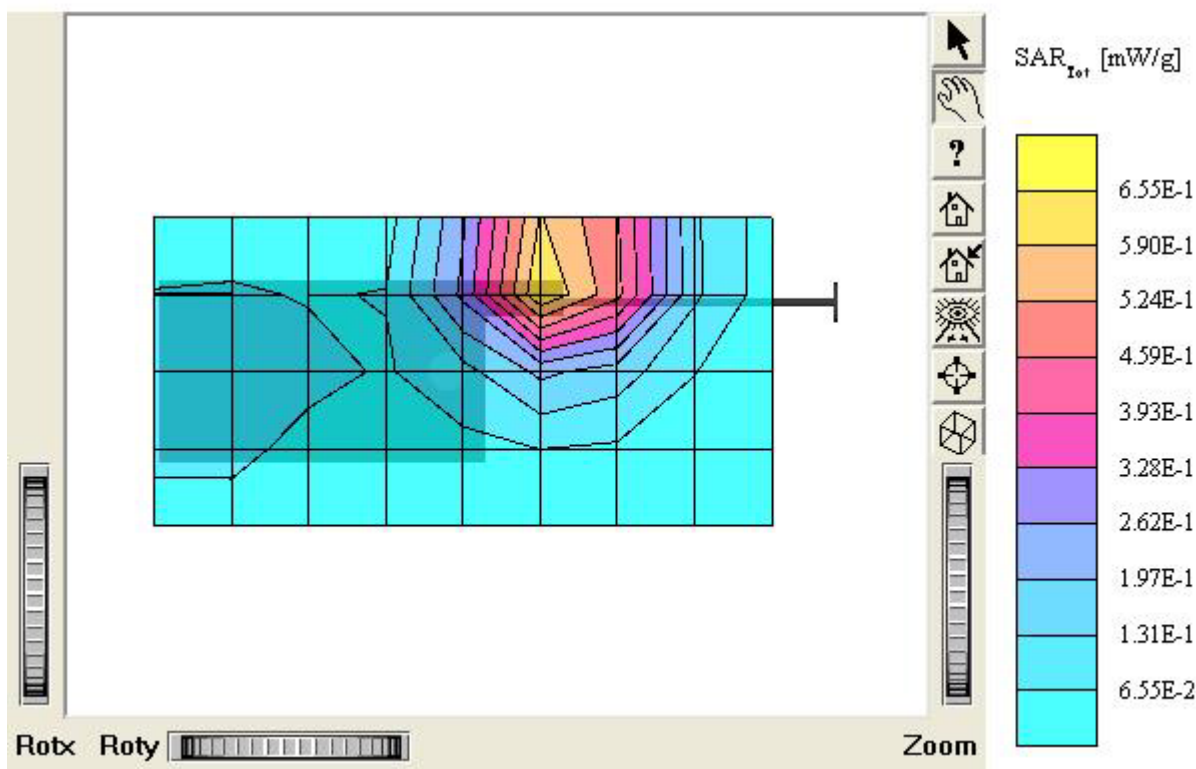 SAR_Tot [mW/g]
?
6.55E-1
5.90E-1
5.24E-1
4.59E-1
3.93E-1
3.28E-1
2.62E-1
1.97E-1
1.31E-1
6.55E-2
Rotx Roty Zoom